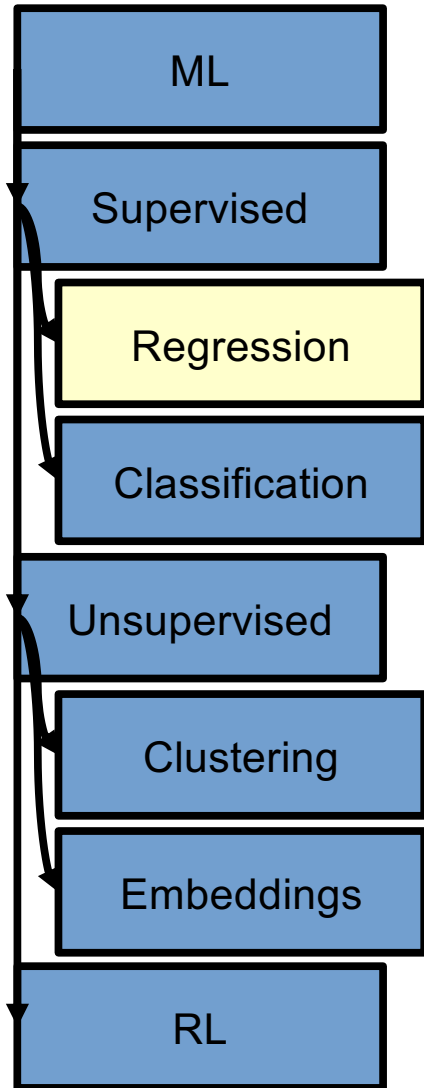 ML
Supervised
Regression
Classification
Unsupervised
Clustering
Embeddings
RL